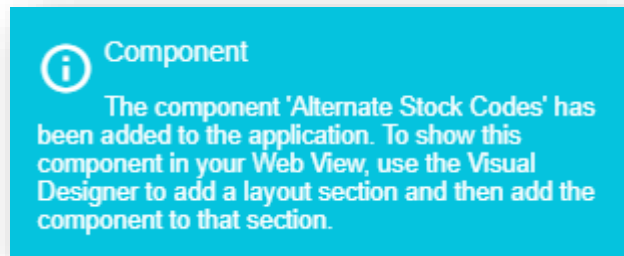 Component
The component 'Alternate Stock Codes' has
been added to the application. To show this
component in your Web View, use the Visual
Designer to add a layout section and then add the
component to that section.